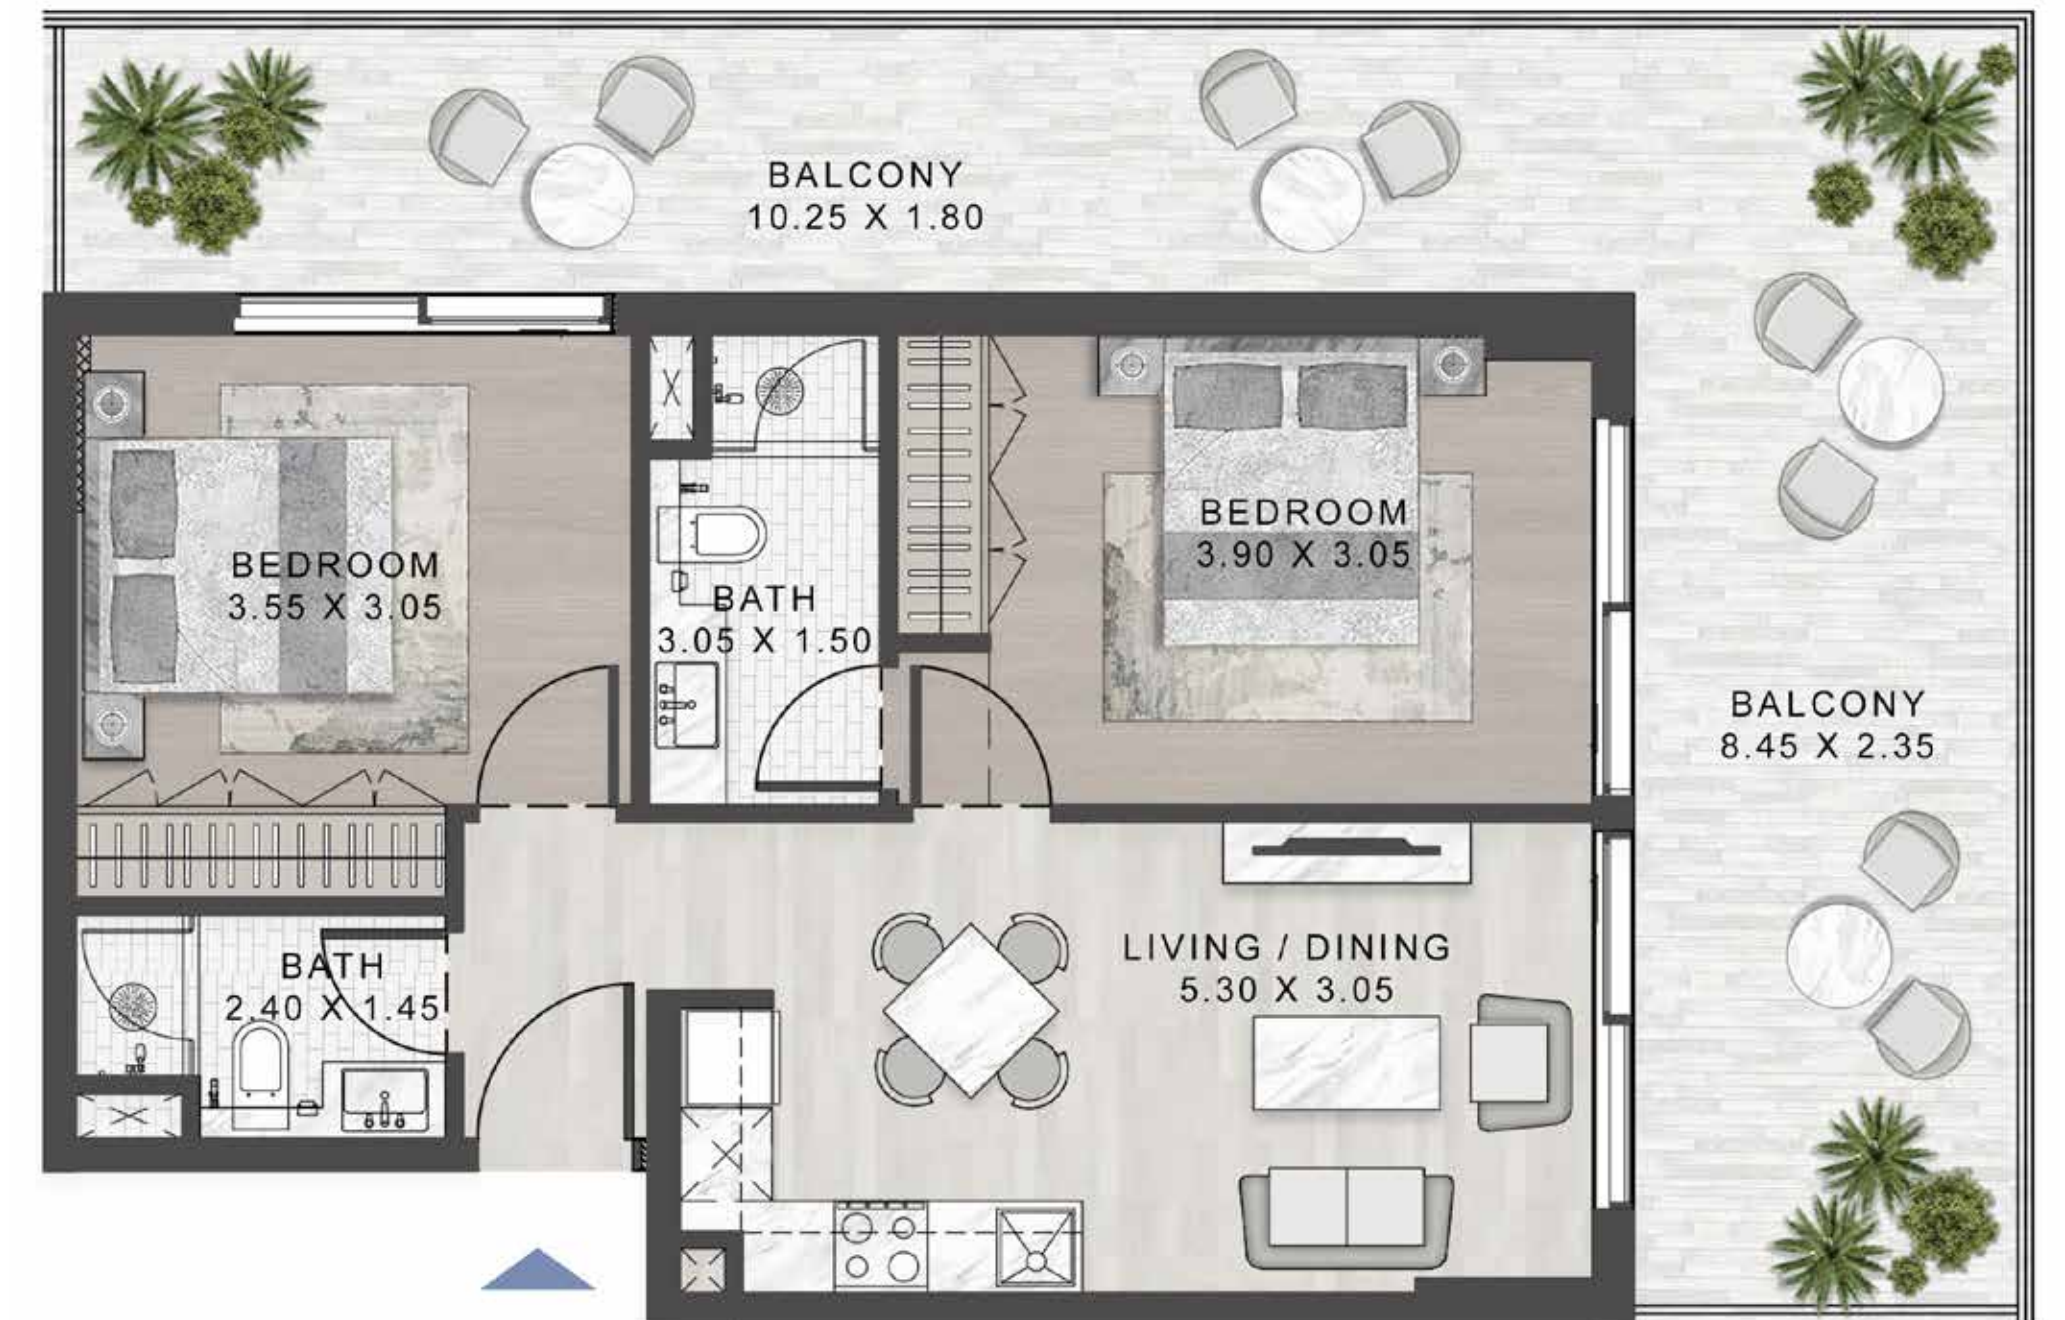 BALCONY
10.25 X 1.80
BEDROOM
3.90 X 3.05
BEDROOM
3.55 X 3.05
BATH
3.05 X 1.50
BALCONY
8.45 X 2.35
LIVING / DINING
5.30 X 3.05
BATH
2.40 X 1.45